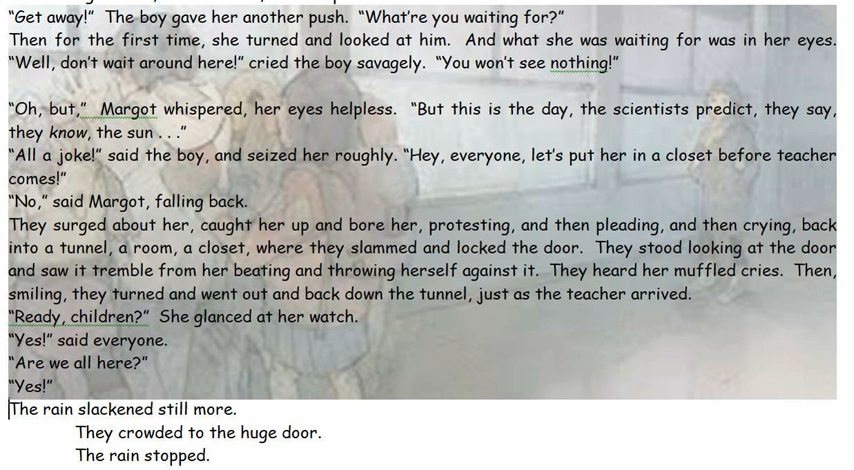 “Get away!”  The boy gave her another push.  “What’re you waiting for?”
Then for the first time, she turned and looked at him.  And what she was waiting for was in her eyes.
“Well, don’t wait around here!” cried the boy savagely.  “You won’t see nothing!”
“Oh, but,”  Margot whispered, her eyes helpless.  “But this is the day, the scientists predict, they say,
they know, the sun . . .”
“All a joke!” said the boy, and seized her roughly. “Hey, everyone, let’s put her in a closet before teacher
comes!”
“No,” said Margot, falling back.
They surged about her, caught her up and bore her, protesting, and then pleading, and then crying, back
into a tunnel, a room, a closet, where they slammed and locked the door.  They stood looking at the door
and saw it tremble from her beating and throwing herself against it.  They heard her muffled cries.  Then,
smiling, they turned and went out and back down the tunnel, just as the teacher arrived.
“Ready, children?”  She glanced at her watch.
“Yes!” said everyone.
“Are we all here?”
“Yes!”
The rain slackened still more.
They crowded to the huge door.
The rain stopped.